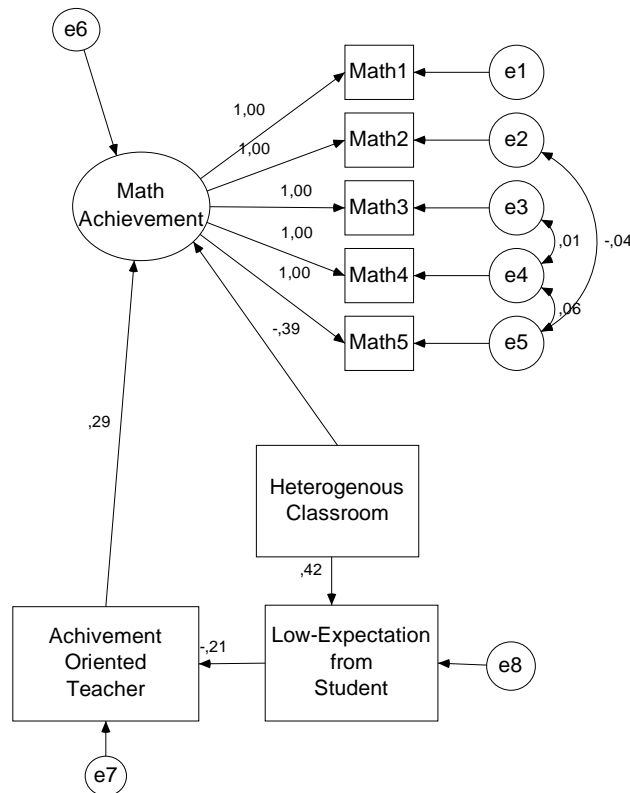 e6
Math1
e1
1,00
Math2
e2
1,00
Math
Achievement
1,00
Math3
e3
1,00
Math4
e4
,01
-,04
1,00
Math5
e5
,06
-,39
,29
Heterogenous
Classroom
,42
Achivement
Oriented
Teacher
-,21
Low-Expectation
from
Student
e8
e7